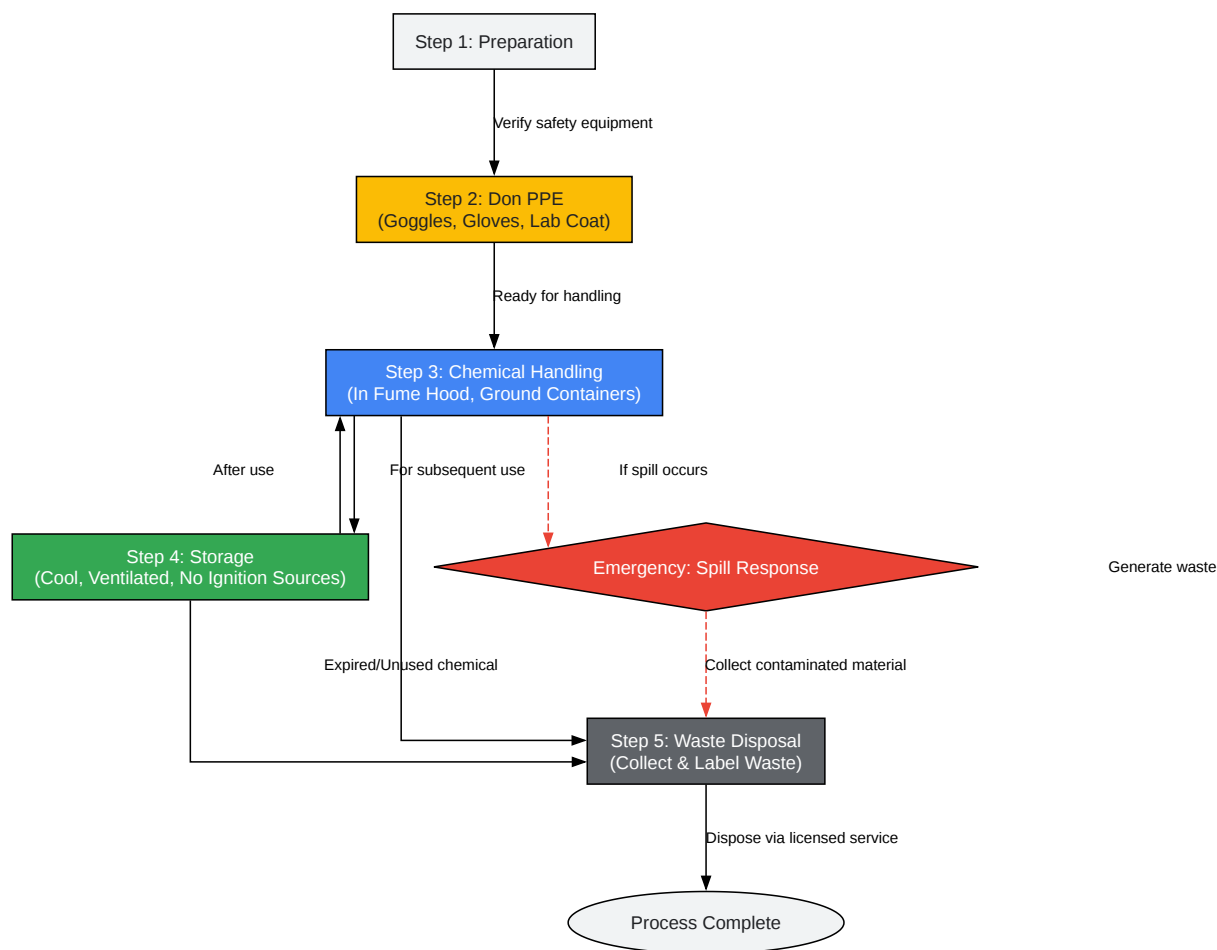 Step 1: Preparation
Verify safety equipment
Step 2: Don PPE
(Goggles, Gloves, Lab Coat)
Ready for handling
Step 3: Chemical Handling
(In Fume Hood, Ground Containers)
After use
For subsequent use
If spill occurs
Step 4: Storage
(Cool, Ventilated, No Ignition Sources)
Emergency: Spill Response
Generate waste
Expired/Unused chemical
Collect contaminated material
Step 5: Waste Disposal
(Collect & Label Waste)
Dispose via licensed service
Process Complete